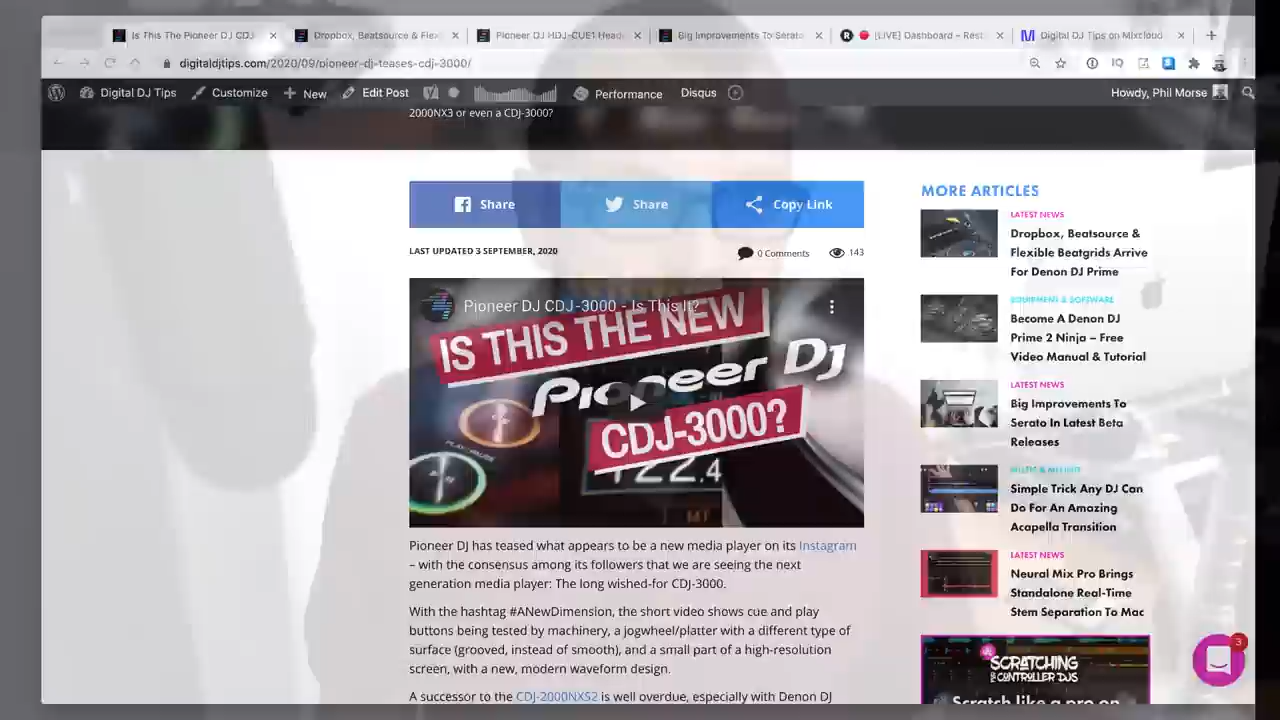 Is This The Pioneer DJ CDJ
Dropbox, Beatsource & Flex
Pioneer DJ HDJ-CUE1 Head
Big Improvements To Serato
[LIVE] Dashboard - Rest
Digital DJ Tips on Mixcloud
digitaldjtips.com/2020/09/pioneer-dj-teases-cdj-3000/
Digital DJ Tips
Customize
New
Edit Post
Performance
Disqus
Howdy, Phil Morse
2000NX3 or even a CDJ-3000?
Share
Share
Copy Link
LAST UPDATED 3 SEPTEMBER, 2020
0 Comments
143
Pioneer DJ CDJ-3000 - Is This It?
IS THIS THE NEW
Pioneer Dj
CDJ-3000?
PLAY/PAUSE
122.4
MT
Pioneer DJ has teased what appears to be a new media player on its Instagram
– with the consensus among its followers that we are seeing the next
generation media player: The long wished-for CDJ-3000.
With the hashtag #ANewDimension, the short video shows cue and play
buttons being tested by machinery, a jogwheel/platter with a different type of
surface (grooved, instead of smooth), and a small part of a high-resolution
screen, with a new, modern waveform design.
A successor to the CDJ-2000NXS2 is well overdue, especially with Denon DJ
MORE ARTICLES
LATEST NEWS
Dropbox, Beatsource &
Flexible Beatgrids Arrive
For Denon DJ Prime
EQUIPMENT & SOFTWARE
Become A Denon DJ
Prime 2 Ninja – Free
Video Manual & Tutorial
LATEST NEWS
Big Improvements To
Serato In Latest Beta
Releases
Simple Trick Any DJ Can
Do For An Amazing
Acapella Transition
LATEST NEWS
Neural Mix Pro Brings
Standalone Real-Time
Stem Separation To Mac
SCRATCHING
FOR CONTROLLER DJS
Scratch like a pro on
3